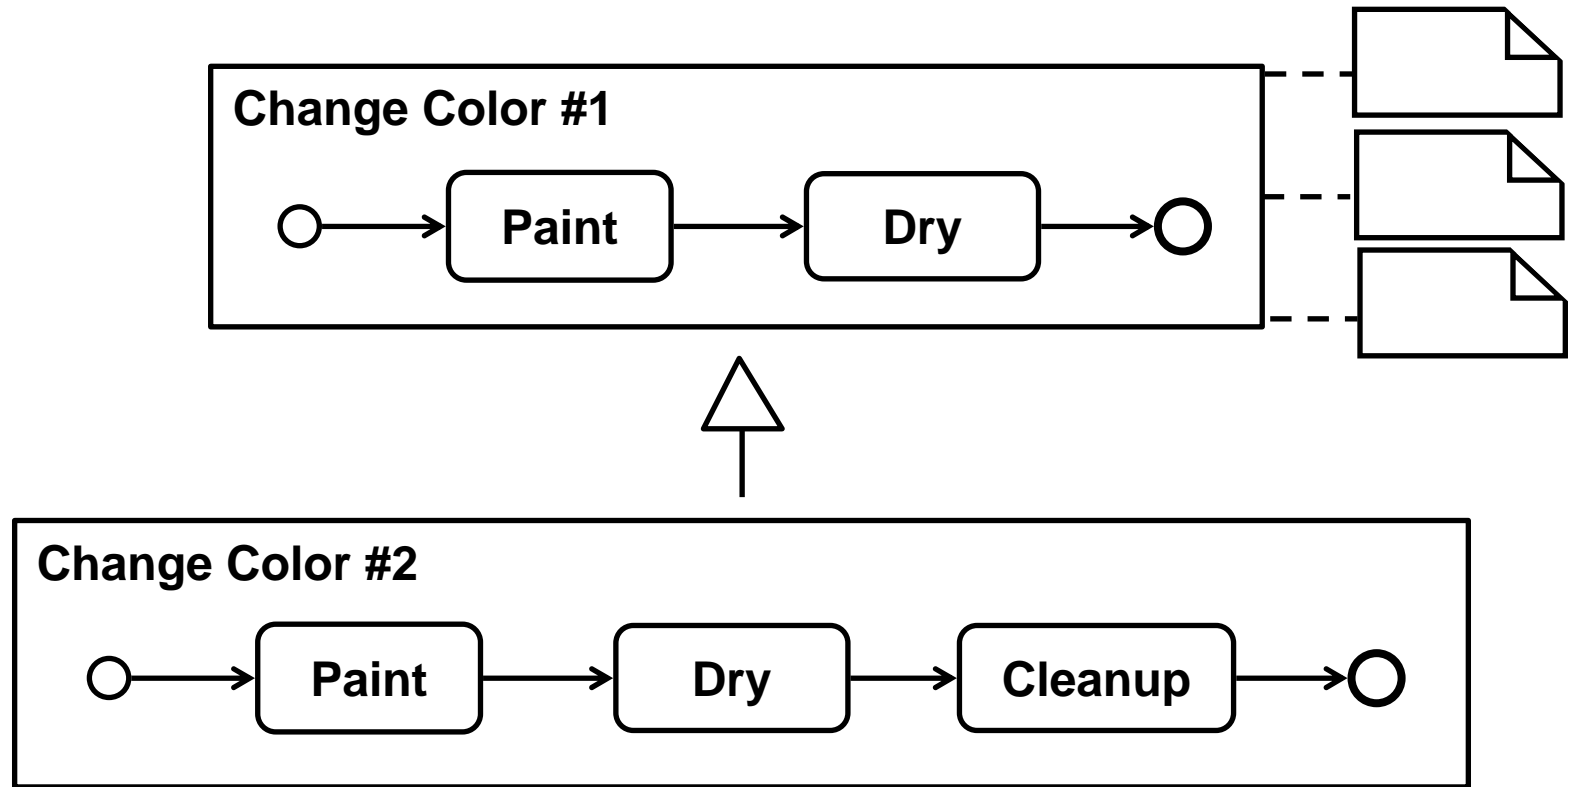 Change Color #1
Paint
Dry
Change Color #2
Paint
Dry
Cleanup